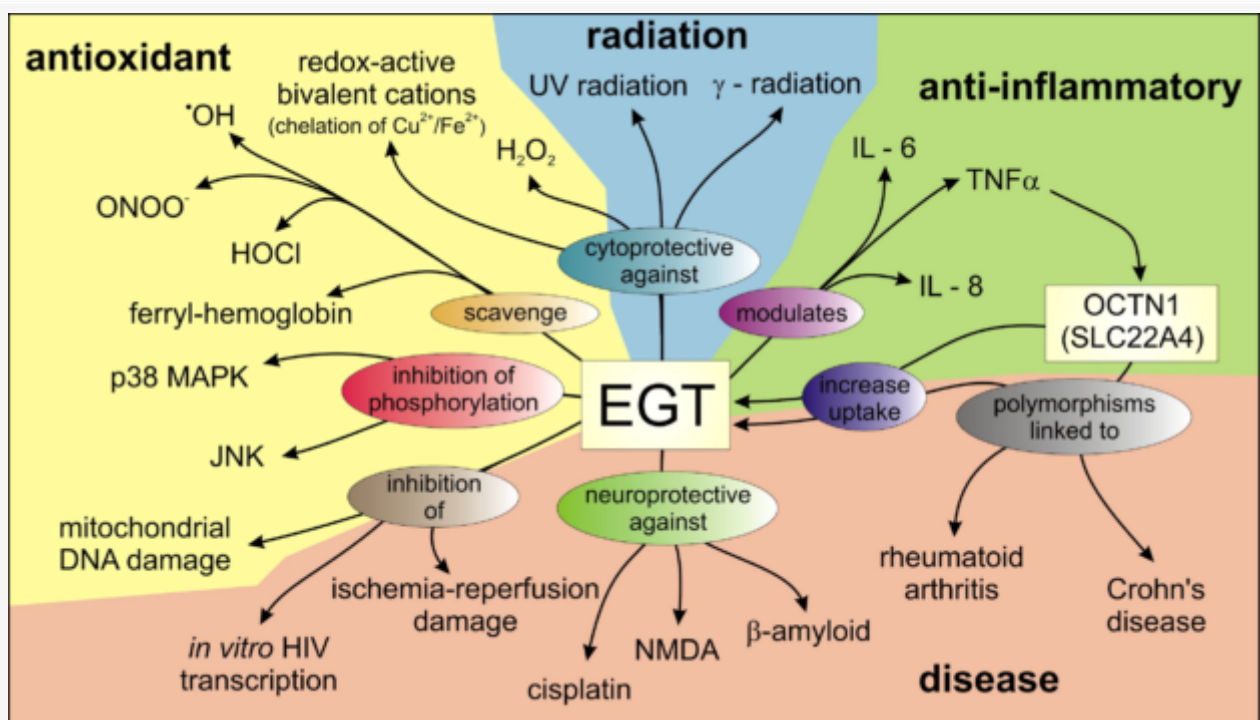 antioxidant
radiation
anti-inflammatory
redox-active
bivalent cations
(chelation of Cu²⁺/Fe²⁺)
•OH
ONOO⁻
HOCl
H₂O₂
UV radiation
γ - radiation
IL - 6
TNFα
IL - 8
cytoprotective
against
scavenge
modulates
ferryl-hemoglobin
OCTN1
(SLC22A4)
p38 MAPK
inhibition of
phosphorylation
JNK
EGT
increase
uptake
polymorphisms
linked to
inhibition
of
neuroprotective
against
mitochondrial
DNA damage
ischemia-reperfusion
damage
in vitro HIV
transcription
cisplatin
NMDA
β-amyloid
rheumatoid
arthritis
Crohn's
disease
disease